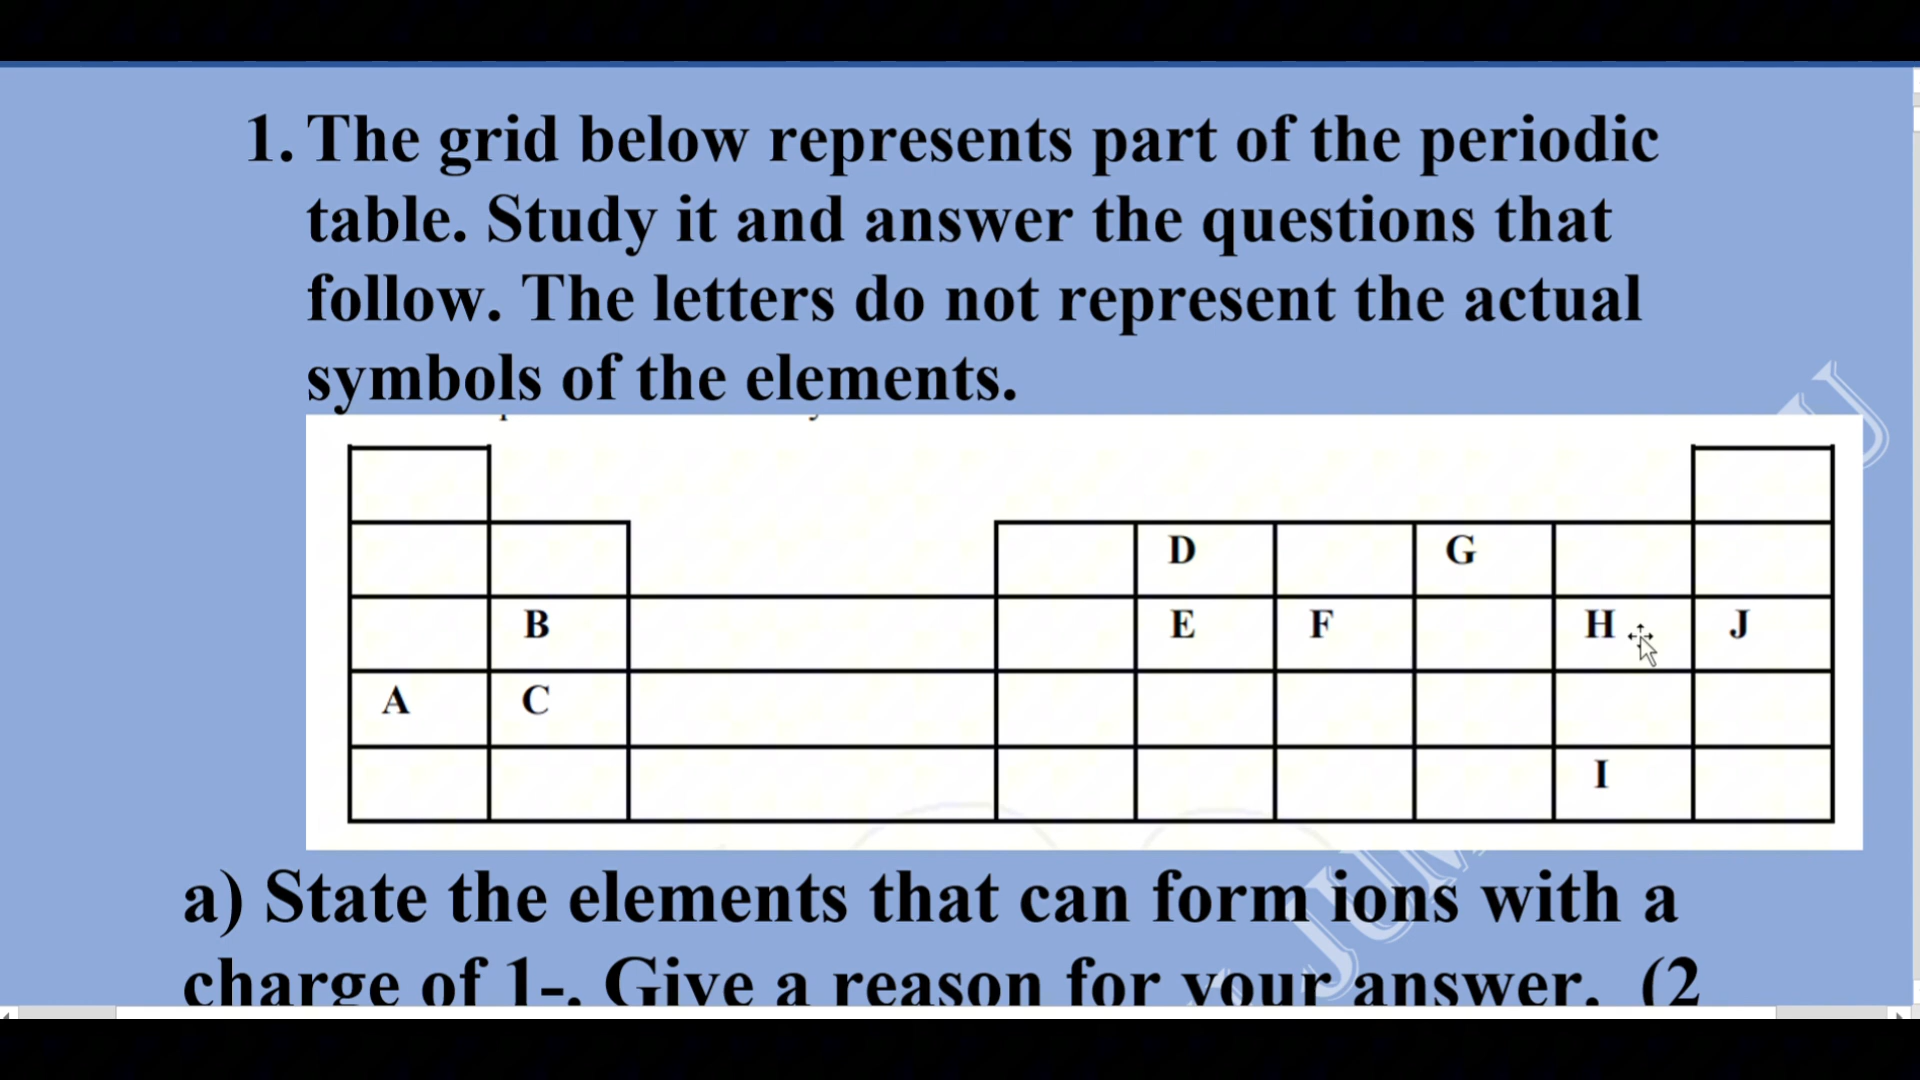 1. The grid below represents part of the periodic
table. Study it and answer the questions that
follow. The letters do not represent the actual
symbols of the elements.
D G
B E F H J
A C
I
a) State the elements that can form ions with a
charge of 1-. Give a reason for your answer. (2